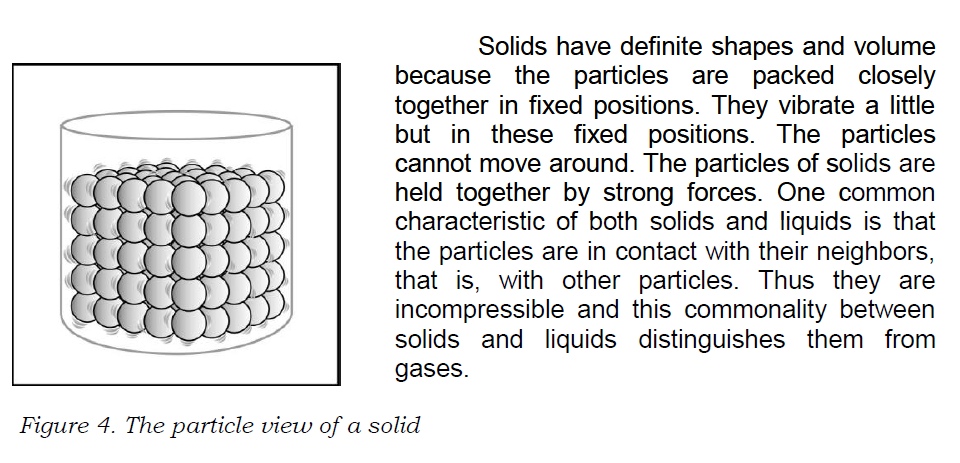 Solids have definite shapes and volume
because the particles are packed closely
together in fixed positions. They vibrate a little
but in these fixed positions. The particles
cannot move around. The particles of solids are
held together by strong forces. One common
characteristic of both solids and liquids is that
the particles are in contact with their neighbors,
that is, with other particles. Thus they are
incompressible and this commonality between
solids and liquids distinguishes them from
gases.
Figure 4. The particle view of a solid